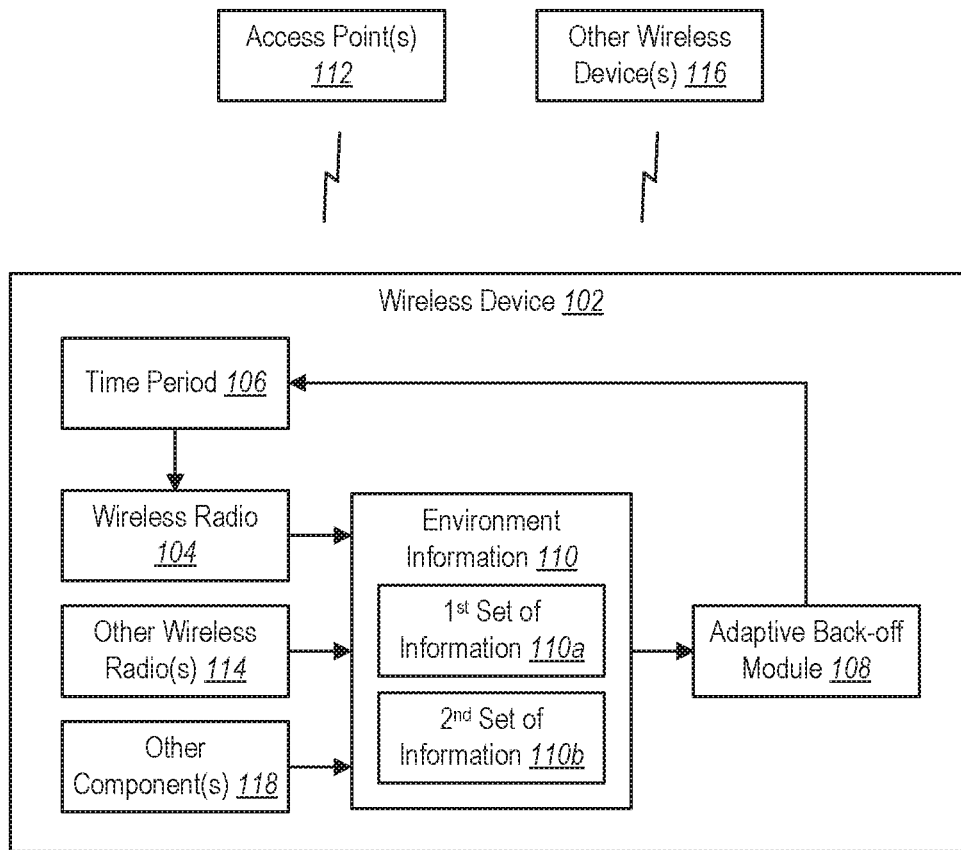 Access Point(s)
112
Other Wireless
Device(s) 116
Wireless Device 102
Time Period 106
Wireless Radio
104
Other Wireless
Radio(s) 114
Other
Component(s) 118
Environment
Information 110
1st Set of
Information 110a
2nd Set of
Information 110b
Adaptive Back-off
Module 108